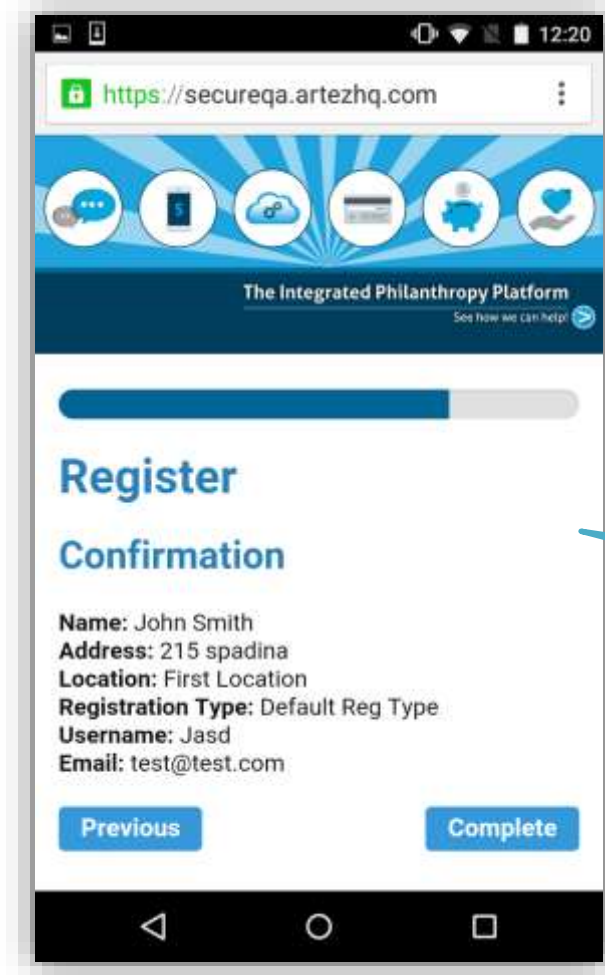 12:20
https://secureqa.artezhq.com
S
The Integrated Philanthropy Platform
See how we can help!
Register
Confirmation
Name: John Smith
Address: 215 spadina
Location: First Location
Registration Type: Default Reg Type
Username: Jasd
Email: test@test.com
Previous
Complete